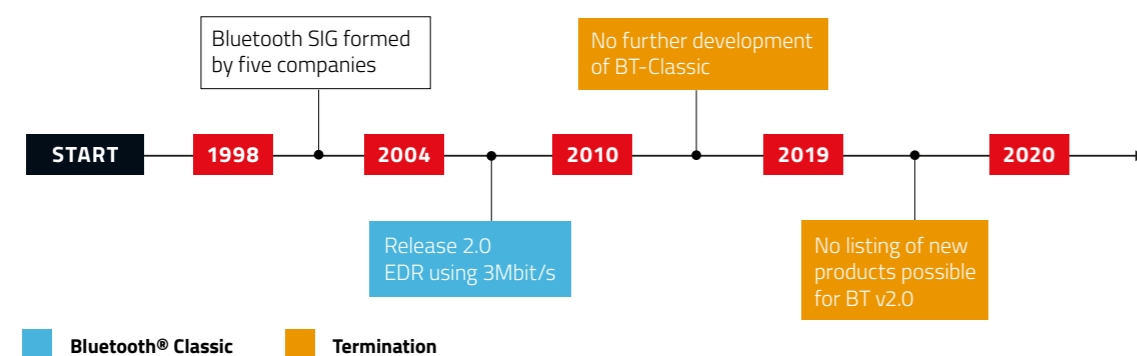 Bluetooth SIG formed
by five companies
No further development
of BT-Classic
START
1998
2004
2010
2019
2020
Release 2.0
EDR using 3Mbit/s
No listing of new
products possible
for BT v2.0
Bluetooth® Classic
Termination